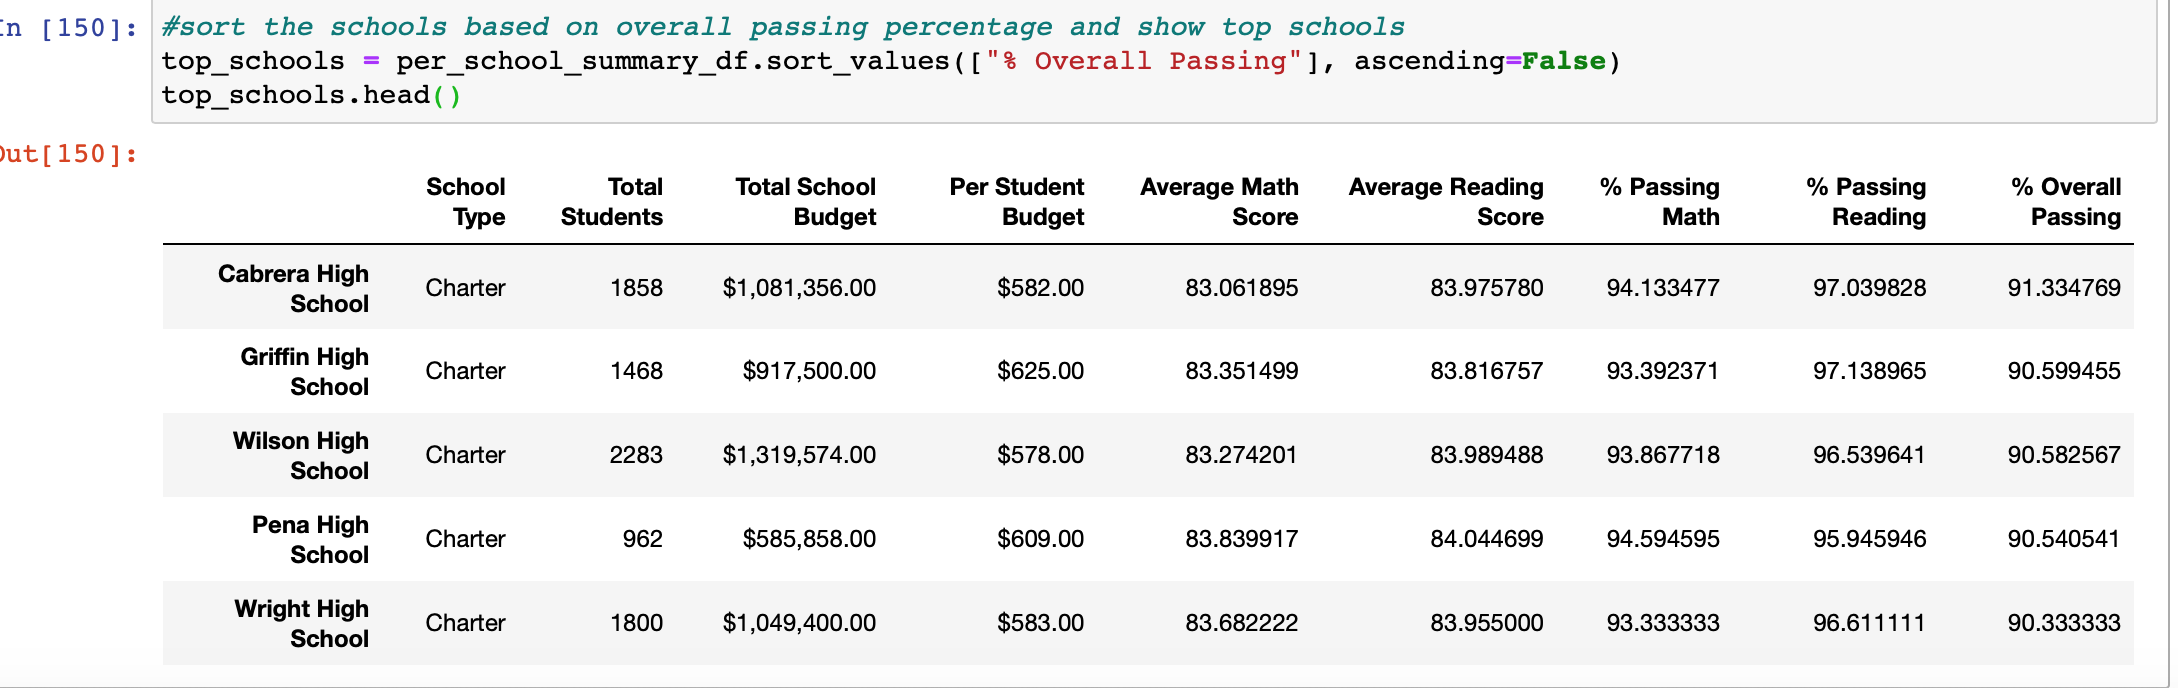 In [150]:
#sort the schools based on overall passing percentage and show top schools
top_schools = per_school_summary_df.sort_values(["% Overall Passing"], ascending=False)
top_schools.head()
Out[150]:
School Type Total Students Total School Budget Per Student Budget Average Math Score Average Reading Score % Passing Math % Passing Reading % Overall Passing
Cabrera High School Charter 1858 $1,081,356.00 $582.00 83.061895 83.975780 94.133477 97.039828 91.334769
Griffin High School Charter 1468 $917,500.00 $625.00 83.351499 83.816757 93.392371 97.138965 90.599455
Wilson High School Charter 2283 $1,319,574.00 $578.00 83.274201 83.989488 93.867718 96.539641 90.582567
Pena High School Charter 962 $585,858.00 $609.00 83.839917 84.044699 94.594595 95.945946 90.540541
Wright High School Charter 1800 $1,049,400.00 $583.00 83.682222 83.955000 93.333333 96.611111 90.333333